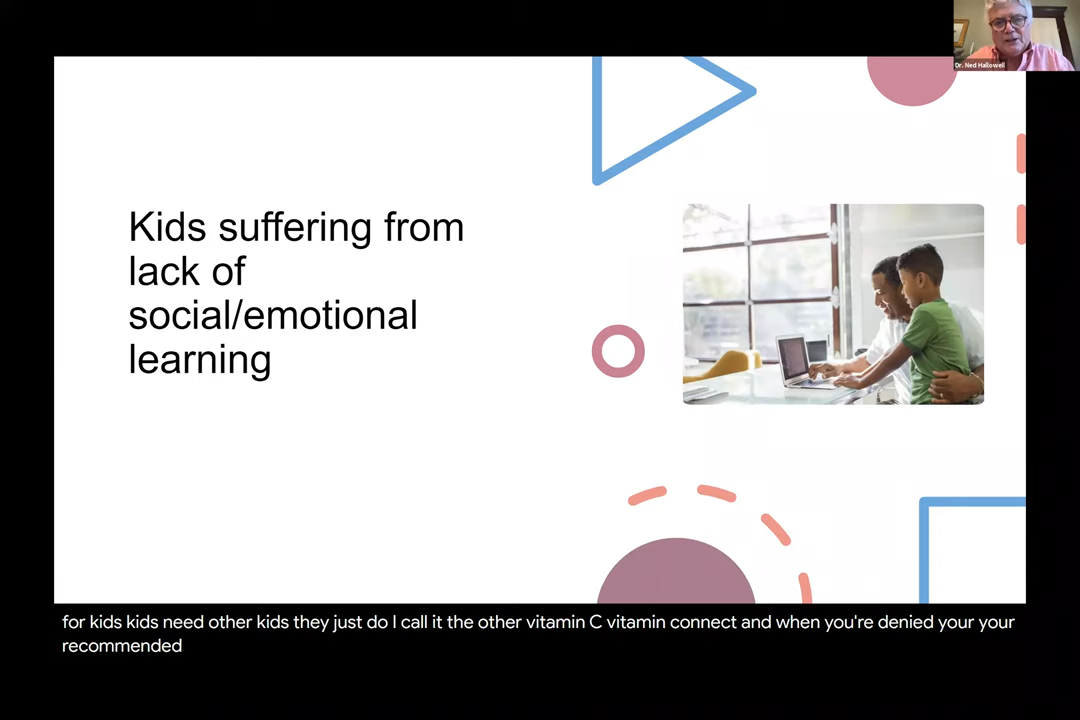 Dr. Ned Hallowell
Kids suffering from
lack of
social/emotional
learning
for kids kids need other kids they just do I call it the other vitamin C vitamin connect and when you're denied your your
recommended